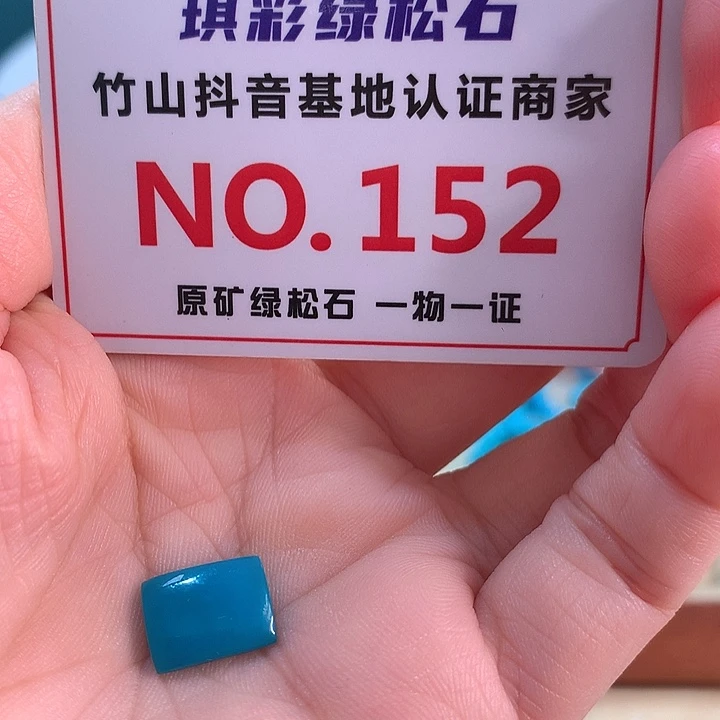 琪彩绿松石
竹山抖音基地认证商家
NO.152
原矿绿松石 一物一证